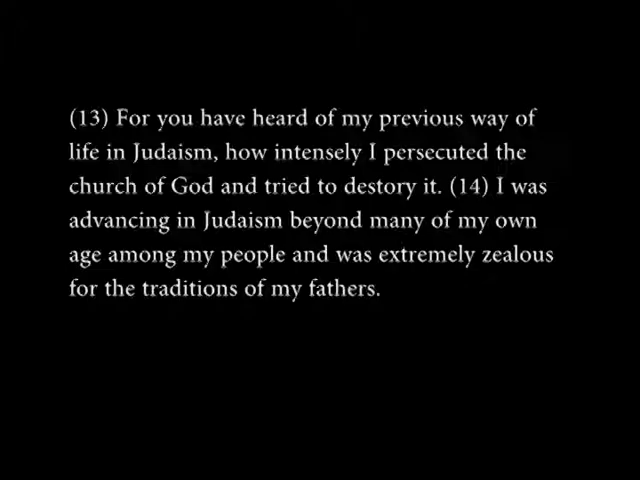 (13) For you have heard of my previous way of
life in Judaism, how intensely I persecuted the
church of God and tried to destory it. (14) I was
advancing in Judaism beyond many of my own
age among my people and was extremely zealous
for the traditions of my fathers.